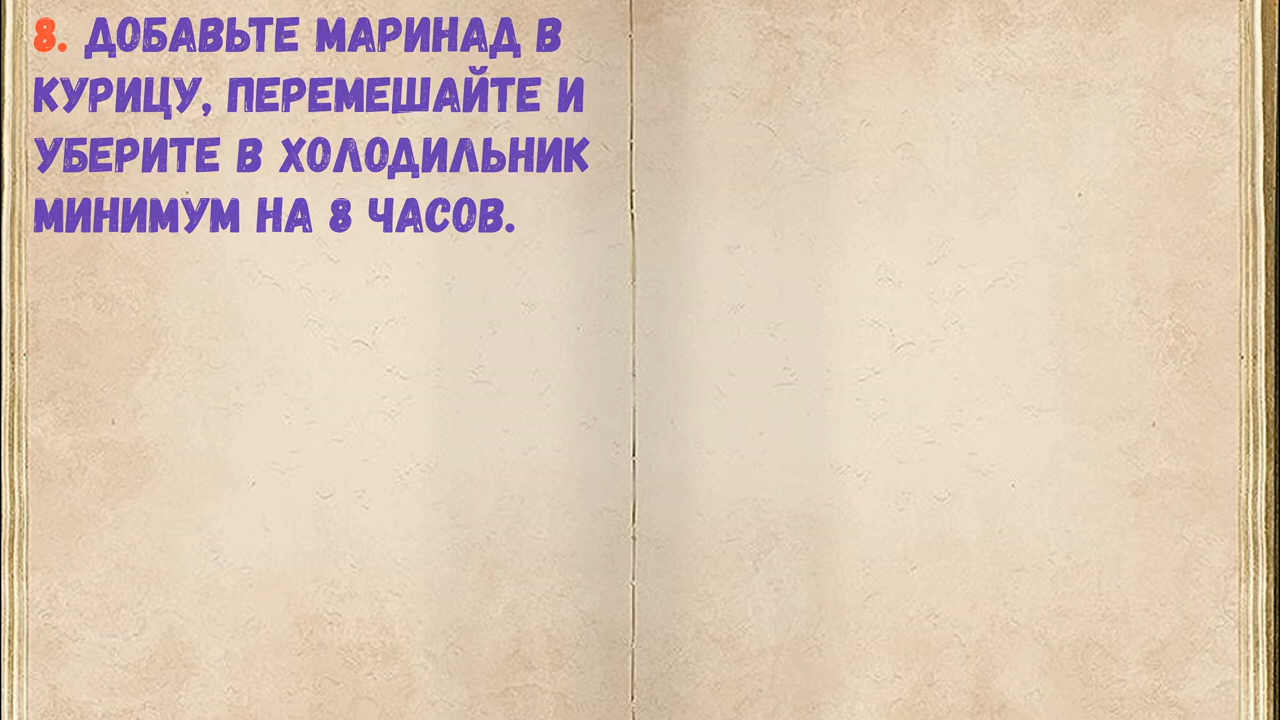 8. ДОБАВЬТЕ МАРИНАД В
КУРИЦУ, ПЕРЕМЕШАЙТЕ И
УБЕРИТЕ В ХОЛОДИЛЬНИК
МИНИМУМ НА 8 ЧАСОВ.